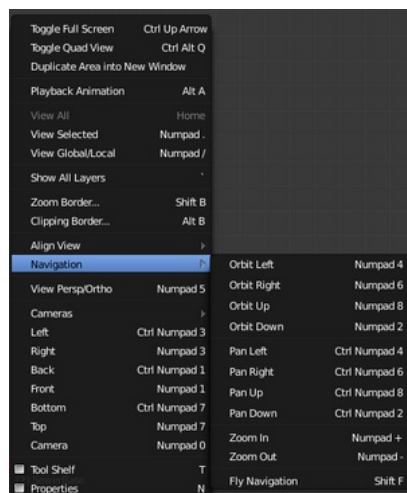 Toggle Full Screen Ctrl Up Arrow
Toggle Quad View Ctrl Alt Q
Duplicate Area into New Window
Playback Animation Alt A
View All Home
View Selected Numpad .
View Global/Local Numpad /
Show All Layers `
Zoom Border... Shift B
Clipping Border... Alt B
Align View
Navigation
View Persp/Ortho Numpad 5
Cameras
Left Ctrl Numpad 3
Right Numpad 3
Back Ctrl Numpad 1
Front Numpad 1
Bottom Ctrl Numpad 7
Top Numpad 7
Camera Numpad 0
Tool Shelf T
Properties N
Orbit Left Numpad 4
Orbit Right Numpad 6
Orbit Up Numpad 8
Orbit Down Numpad 2
Pan Left Ctrl Numpad 4
Pan Right Ctrl Numpad 6
Pan Up Ctrl Numpad 8
Pan Down Ctrl Numpad 2
Zoom In Numpad +
Zoom Out Numpad -
Fly Navigation Shift F